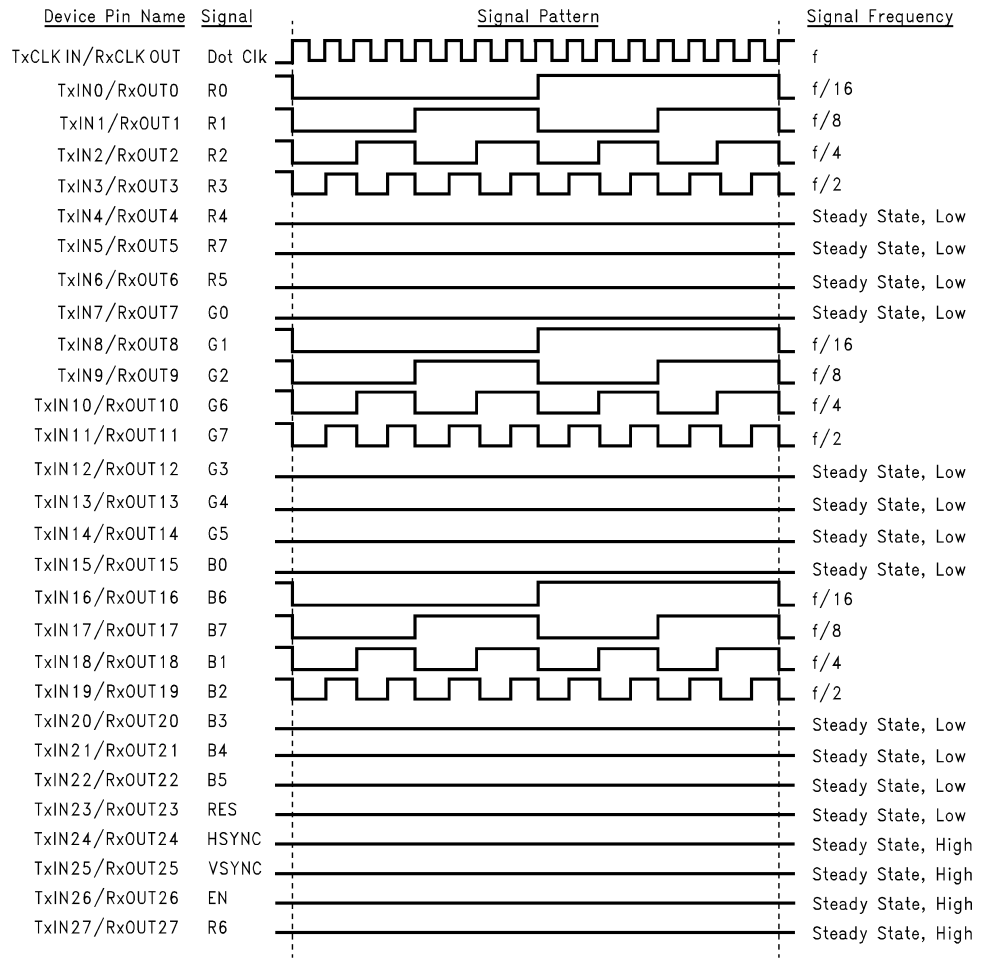 Device Pin Name Signal Signal Pattern Signal Frequency
TxCLK IN/RxCLK OUT Dot Clk f
TxIN0/RxOUT0 R0 f/16
TxIN1/RxOUT1 R1 f/8
TxIN2/RxOUT2 R2 f/4
TxIN3/RxOUT3 R3 f/2
TxIN4/RxOUT4 R4 Steady State, Low
TxIN5/RxOUT5 R7 Steady State, Low
TxIN6/RxOUT6 R5 Steady State, Low
TxIN7/RxOUT7 G0 Steady State, Low
TxIN8/RxOUT8 G1 f/16
TxIN9/RxOUT9 G2 f/8
TxIN10/RxOUT10 G6 f/4
TxIN11/RxOUT11 G7 f/2
TxIN12/RxOUT12 G3 Steady State, Low
TxIN13/RxOUT13 G4 Steady State, Low
TxIN14/RxOUT14 G5 Steady State, Low
TxIN15/RxOUT15 B0 Steady State, Low
TxIN16/RxOUT16 B6 f/16
TxIN17/RxOUT17 B7 f/8
TxIN18/RxOUT18 B1 f/4
TxIN19/RxOUT19 B2 f/2
TxIN20/RxOUT20 B3 Steady State, Low
TxIN21/RxOUT21 B4 Steady State, Low
TxIN22/RxOUT22 B5 Steady State, Low
TxIN23/RxOUT23 RES Steady State, Low
TxIN24/RxOUT24 HSYNC Steady State, High
TxIN25/RxOUT25 VSYNC Steady State, High
TxIN26/RxOUT26 EN Steady State, High
TxIN27/RxOUT27 R6 Steady State, High